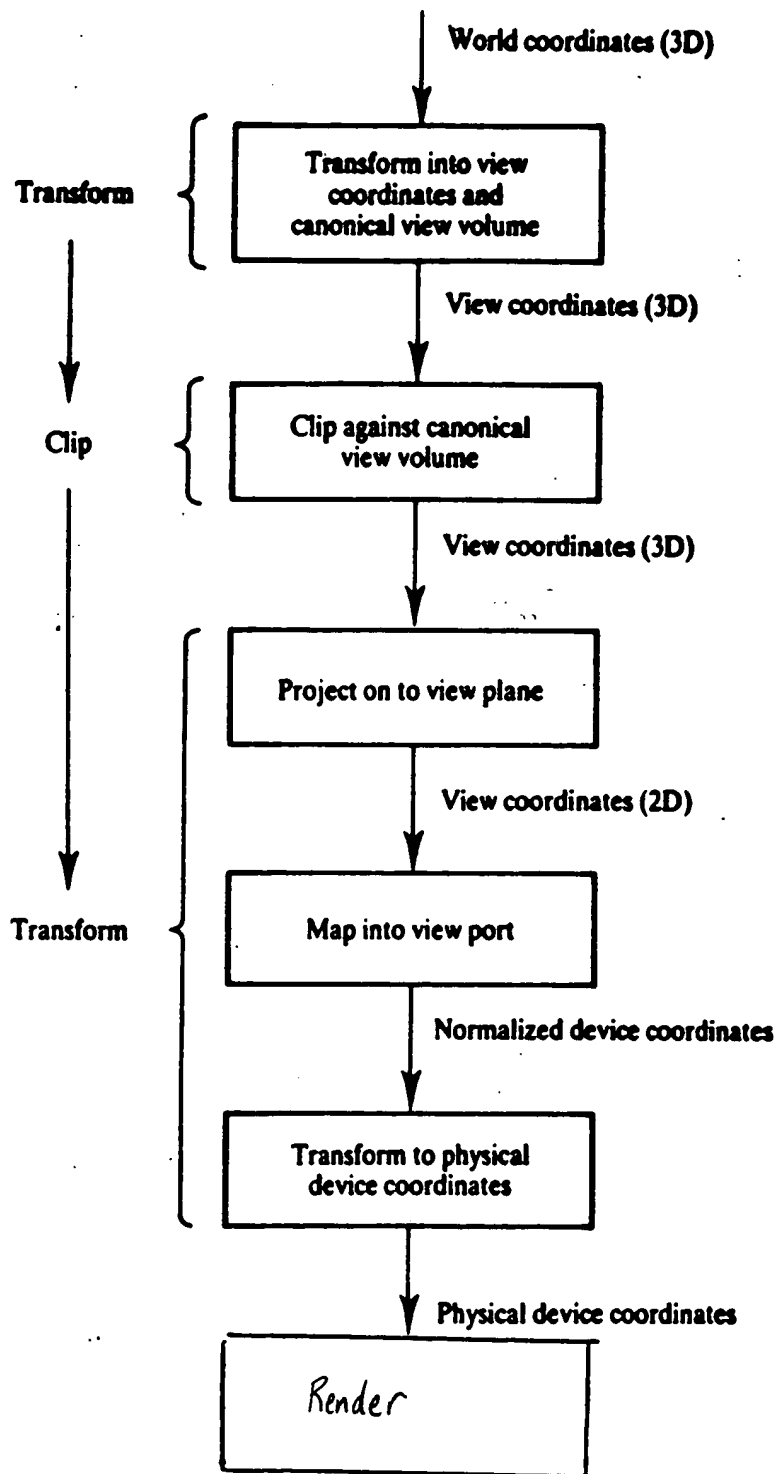 World coordinates (3D)
Transform
Transform into view
coordinates and
canonical view volume
View coordinates (3D)
Clip
Clip against canonical
view volume
View coordinates (3D)
Project on to view plane
View coordinates (2D)
Transform
Map into view port
Normalized device coordinates
Transform to physical
device coordinates
Physical device coordinates
Render